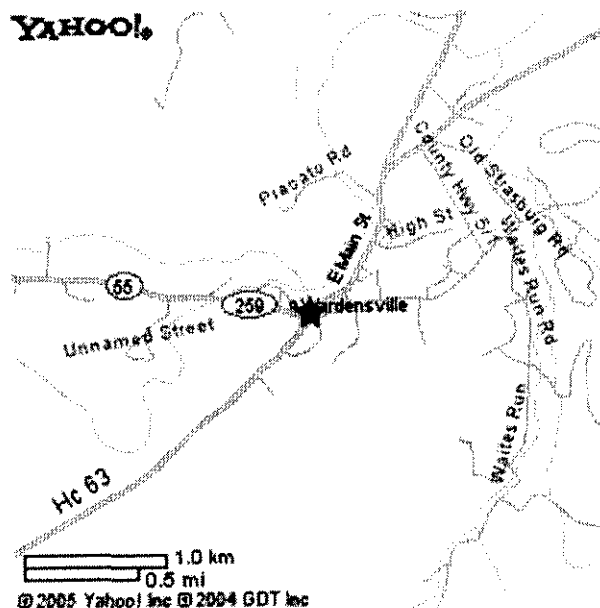 YAHOO!®
Old Strasburg Rd
County Hwy 5/1
Prapatu Rd
High St
Waites Run Rd
E Main St
55
259
Wardensville
Unnamed Street
Waites Run
Hc 63
1.0 km
0.5 mi
© 2005 Yahoo! Inc © 2004 GDT Inc